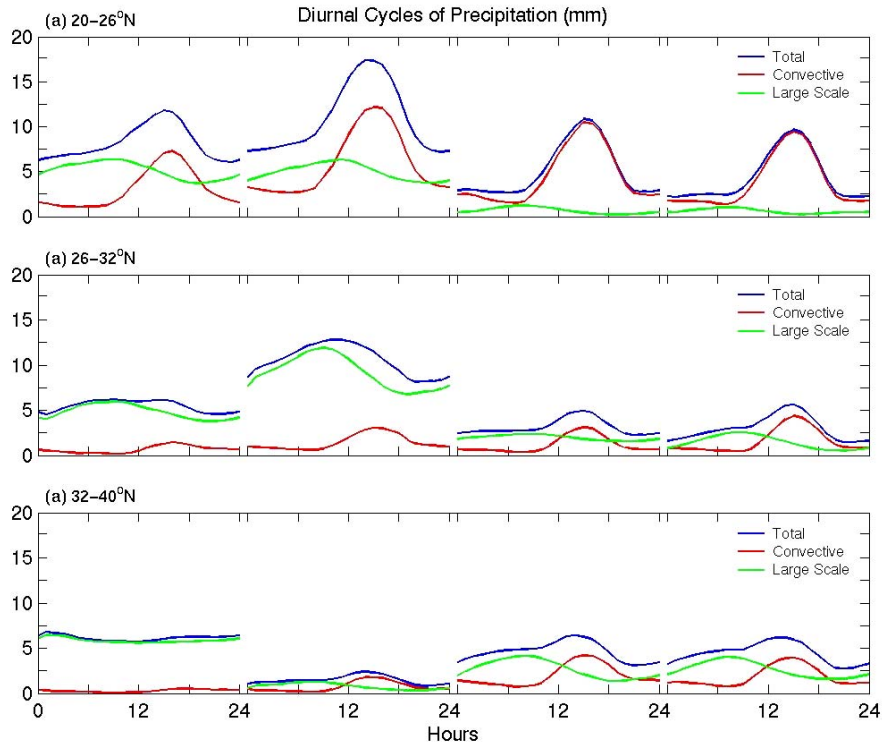 Diurnal Cycles of Precipitation (mm)
(a) 20–26°N
20
15
10
5
0
Total
Convective
Large Scale
(a) 26–32°N
20
15
10
5
0
Total
Convective
Large Scale
(a) 32–40°N
20
15
10
5
0
Total
Convective
Large Scale
0 12 24 12 24 12 24 12 24
Hours